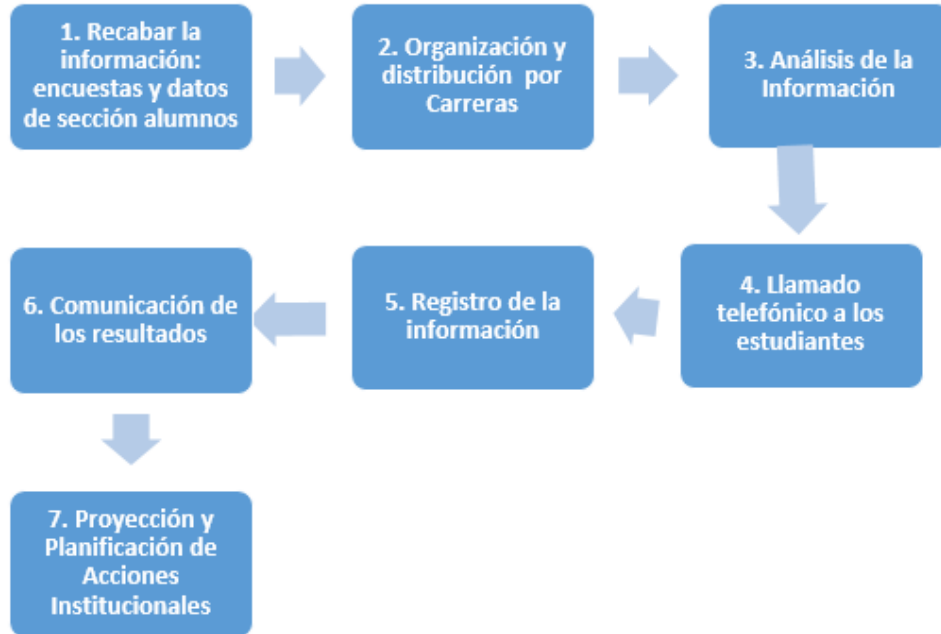 1. Recabar la
información:
encuestas y datos
de sección alumnos
2. Organización y
distribución por
Carreras
3. Análisis de la
Información
4. Llamado
telefónico a los
estudiantes
5. Registro de la
información
6. Comunicación de
los resultados
7. Proyección y
Planificación de
Acciones
Institucionales